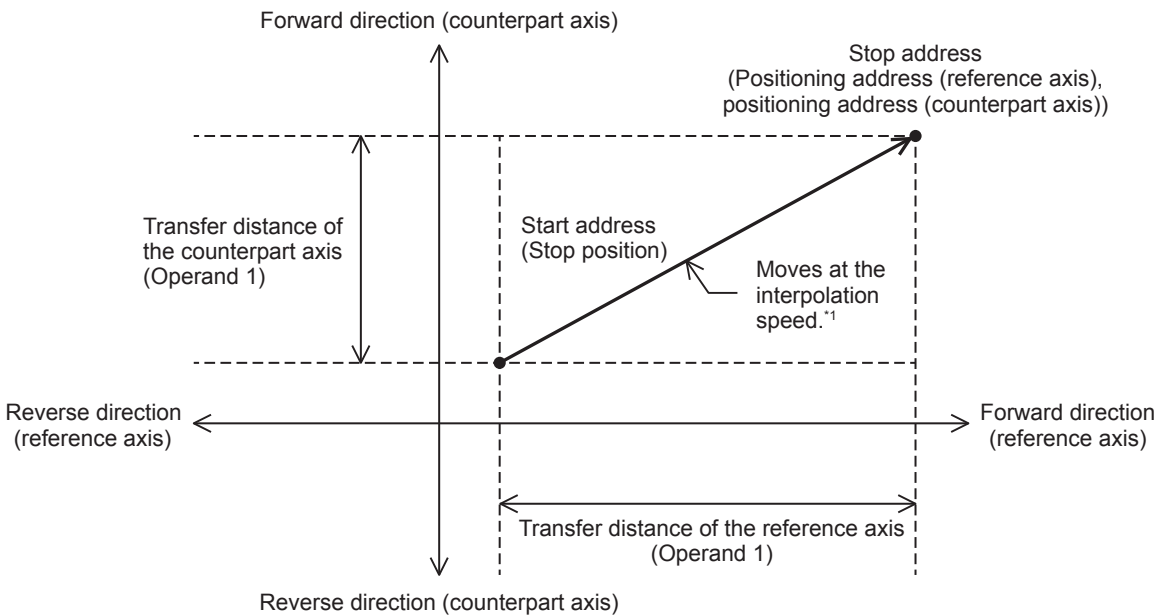 Forward direction (counterpart axis)
Stop address
(Positioning address (reference axis),
positioning address (counterpart axis))
Transfer distance of
the counterpart axis
(Operand 1)
Start address
(Stop position)
Moves at the
interpolation
speed.*1
Reverse direction
(reference axis)
Forward direction
(reference axis)
Transfer distance of the reference axis
(Operand 1)
Reverse direction (counterpart axis)